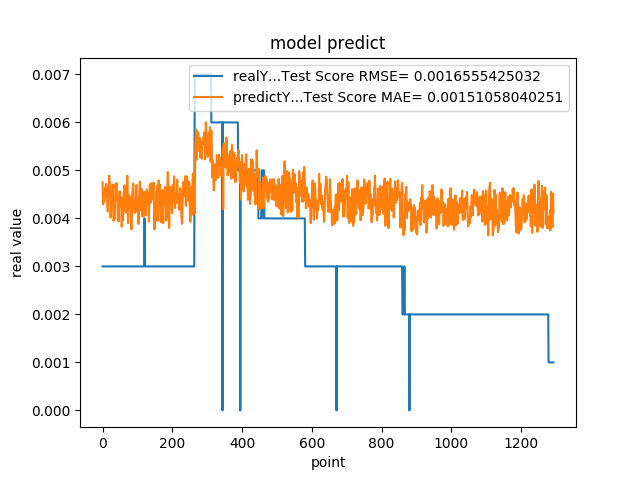 model predict
realY...Test Score RMSE= 0.0016555425032
predictY...Test Score MAE= 0.00151058040251
real value
0.007
0.006
0.005
0.004
0.003
0.002
0.001
0.000
0 200 400 600 800 1000 1200
point